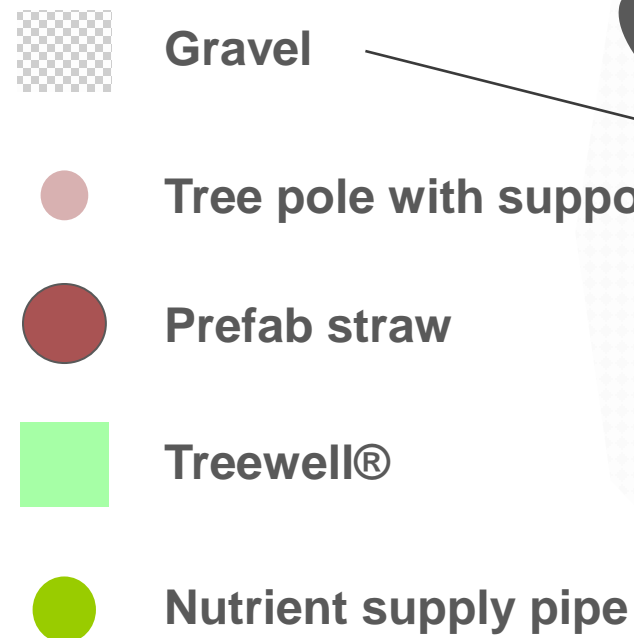 Gravel
Tree pole with suppo
Prefab straw
Treewell®
Nutrient supply pipe